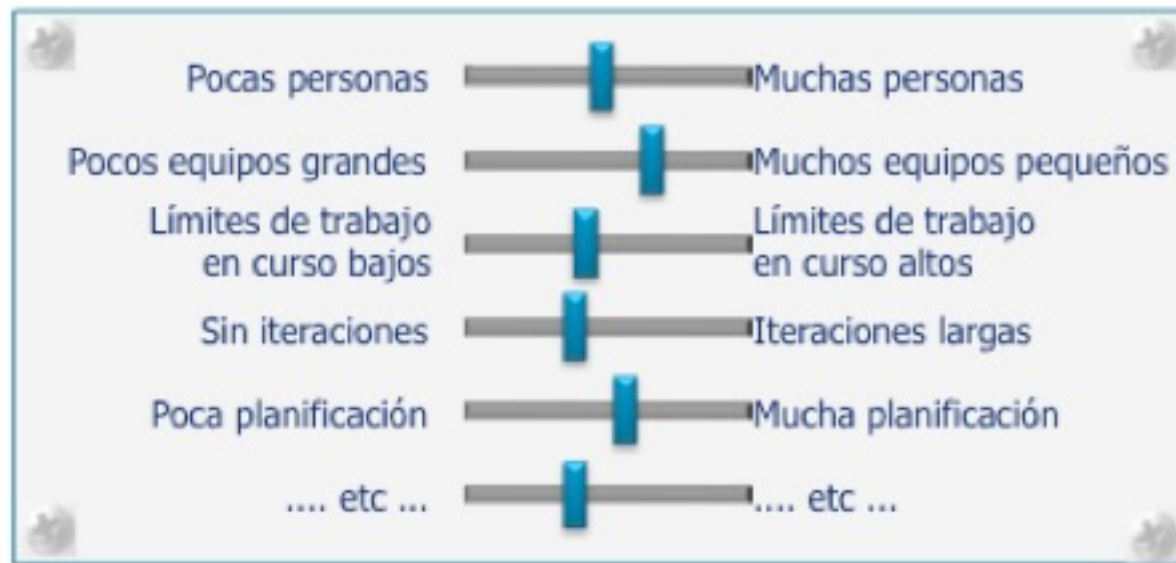 Pocas personas
Muchas personas
Pocos equipos grandes
Muchos equipos pequeños
Límites de trabajo
en curso bajos
Límites de trabajo
en curso altos
Sin iteraciones
Iteraciones largas
Poca planificación
Mucha planificación
.... etc ...
.... etc ...